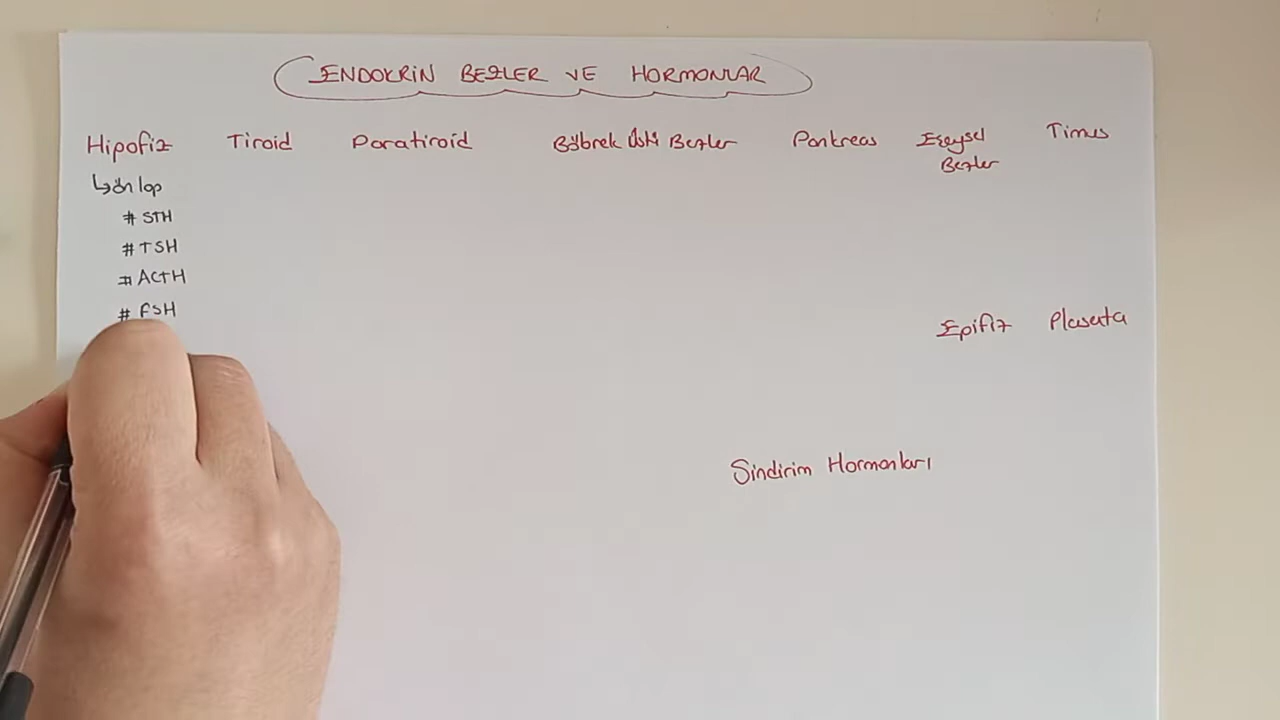 ENDOKRİN BEZLER VE HORMONLAR
Hipofiz Tiroid Paratiroid Böbrek Üstü Bezler Pankreas Eşeysel Bezler Timus
↳ön lop
# STH
# TSH
# ACTH
# FSH
Epifiz Plasenta
Sindirim Hormonları